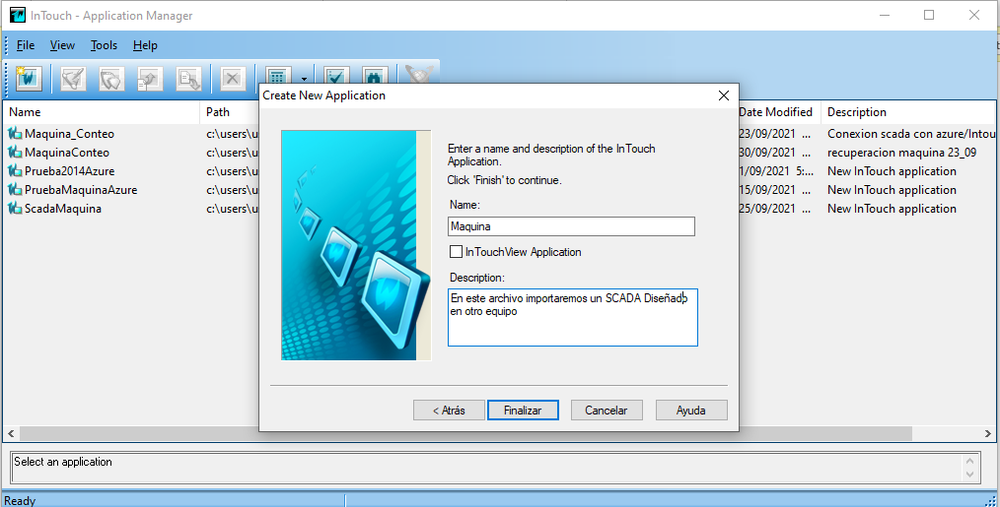 InTouch - Application Manager
File View Tools Help
Name Path Date Modified Description
Maquina_Conteo c:\users\u 23/09/2021 ... Conexion scada con azure/Intou
MaquinaConteo c:\users\u 30/09/2021 ... recuperacion maquina 23_09
Prueba2014Azure c:\users\u 1/09/2021 5:... New InTouch application
PruebaMaquinaAzure c:\users\u 15/09/2021 ... New InTouch application
ScadaMaquina c:\users\u 25/09/2021 ... New InTouch application
Create New Application
Enter a name and description of the InTouch
Application.
Click 'Finish' to continue.
Name:
Maquina
InTouchView Application
Description:
En este archivo importaremos un SCADA Diseñado
en otro equipo
< Atrás Finalizar Cancelar Ayuda
Select an application
Ready